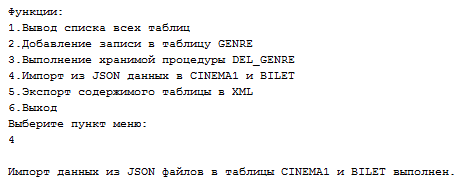 Функции:
1.Вывод списка всех таблиц
2.Добавление записи в таблицу GENRE
3.Выполнение хранимой процедуры DEL_GENRE
4.Импорт из JSON данных в CINEMA1 и BILET
5.Экспорт содержимого таблицы в XML
6.Выход
Выберите пункт меню:
4
Импорт данных из JSON файлов в таблицы CINEMA1 и BILET выполнен.